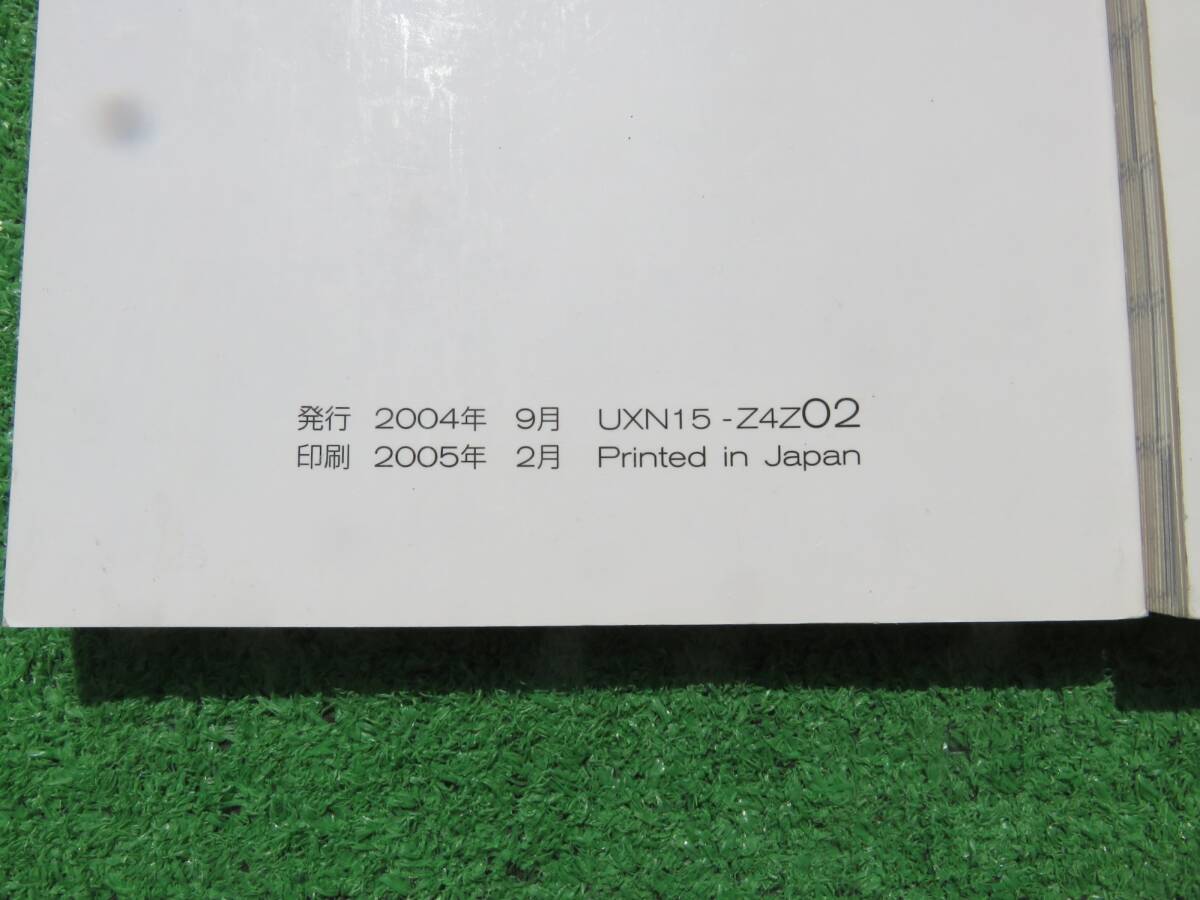 発行 2004年 9月 UXN15-Z4Z02
印刷 2005年 2月 Printed in Japan